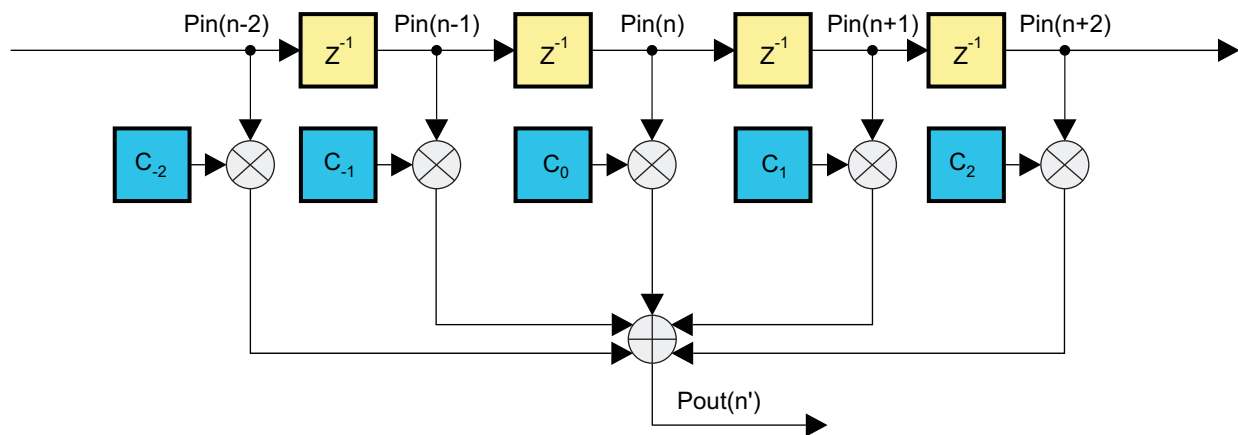 Pin(n-2) Pin(n-1) Pin(n) Pin(n+1) Pin(n+2)
Z⁻¹ Z⁻¹ Z⁻¹ Z⁻¹
C₋₂ C₋₁ C₀ C₁ C₂
Pout(n')